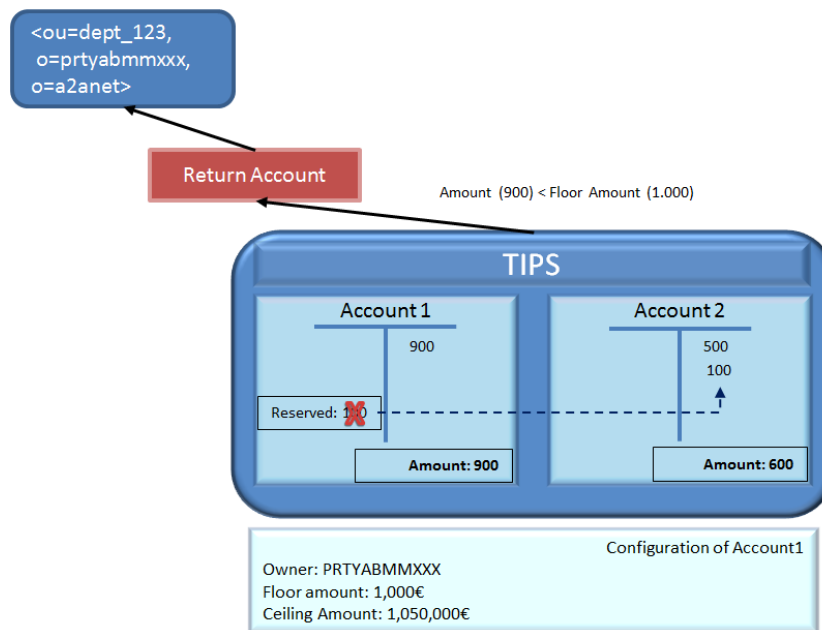 <ou=dept_123,
o=prtyabmmxxx,
o=a2anet>
Return Account
Amount (900) < Floor Amount (1.000)
TIPS
Account 1
900
Reserved:
Amount: 900
Account 2
500
100
Amount: 600
Configuration of Account1
Owner: PRTYABMMXXX
Floor amount: 1,000€
Ceiling Amount: 1,050,000€